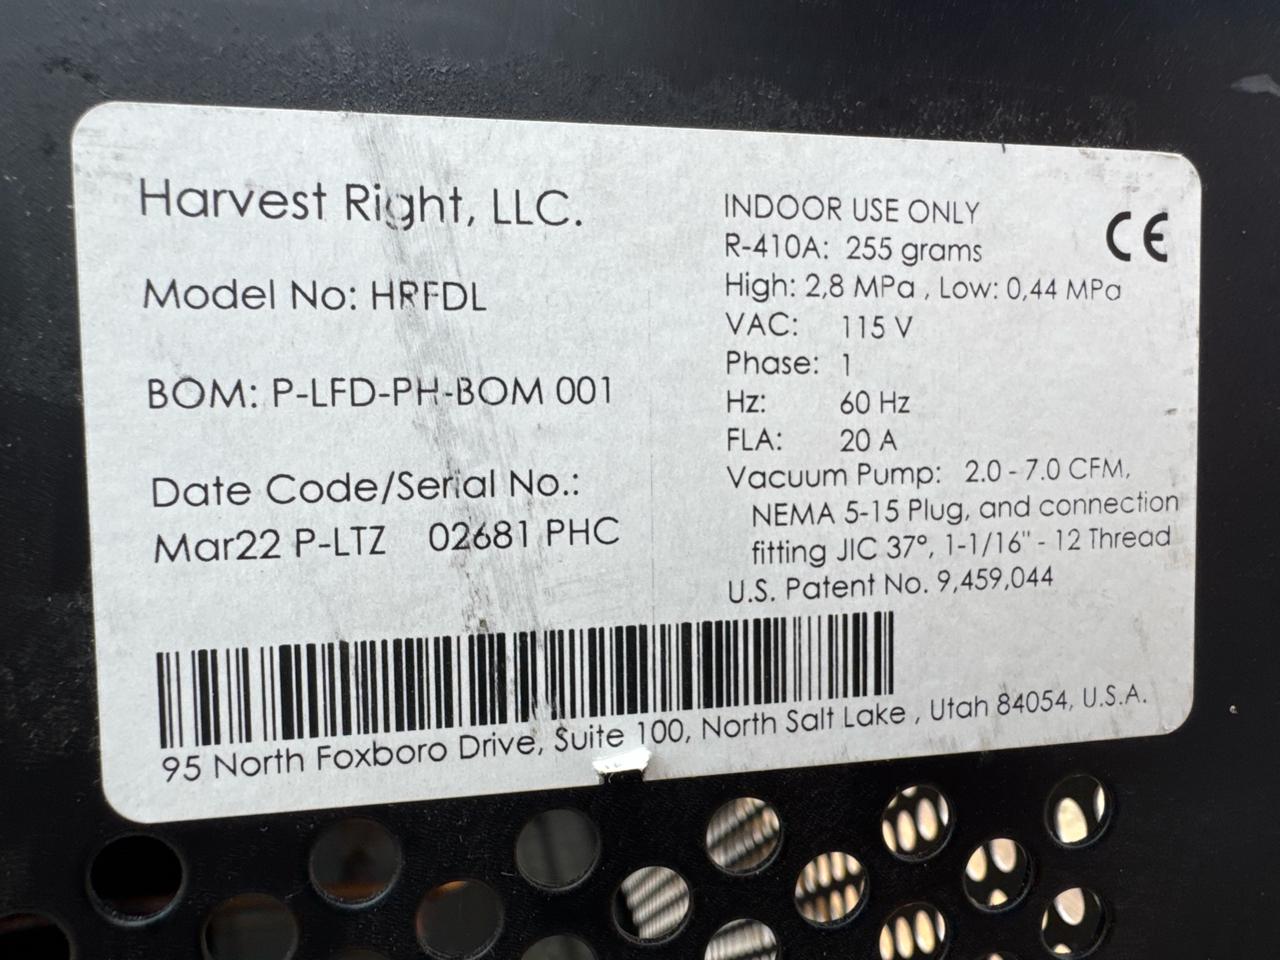 Harvest Right, LLC.
Model No: HRFDL
BOM: P-LFD-PH-BOM 001
Date Code/Serial No.:
Mar22 P-LTZ 02681 PHC
INDOOR USE ONLY
R-410A: 255 grams
High: 2,8 MPa , Low: 0,44 MPa
VAC: 115 V
Phase: 1
Hz: 60 Hz
FLA: 20 A
Vacuum Pump: 2.0 - 7.0 CFM,
NEMA 5-15 Plug, and connection
fitting JIC 37°, 1-1/16" - 12 Thread
U.S. Patent No. 9,459,044
CE
95 North Foxboro Drive, Suite 100, North Salt Lake , Utah 84054, U.S.A.